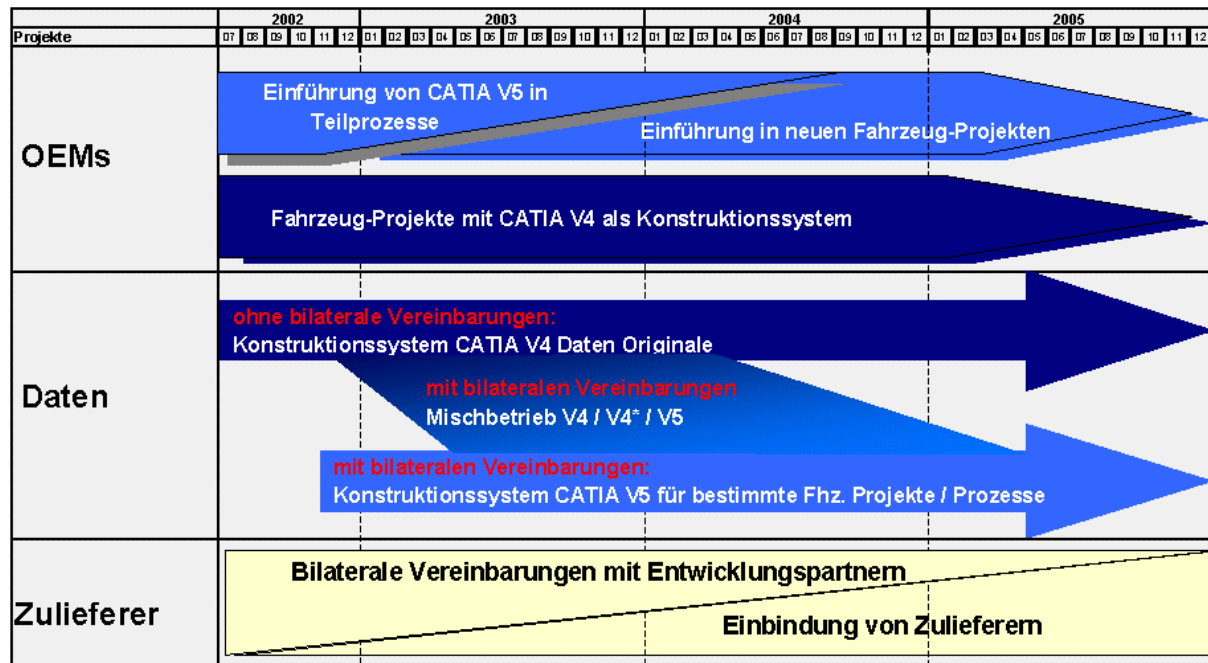 2002 2003 2004 2005
Projekte 07 08 09 10 11 12 01 02 03 04 05 06 07 08 09 10 11 12 01 02 03 04 05 06 07 08 09 10 11 12 01 02 03 04 05 06 07 08 09 10 11 12
OEMs
Einführung von CATIA V5 in
Teilprozesse
Einführung in neuen Fahrzeug-Projekten
Fahrzeug-Projekte mit CATIA V4 als Konstruktionssystem
Daten
ohne bilaterale Vereinbarungen:
Konstruktionssystem CATIA V4 Daten Originale
mit bilateralen Vereinbarungen
Mischbetrieb V4 / V4* / V5
mit bilateralen Vereinbarungen:
Konstruktionssystem CATIA V5 für bestimmte Fhz. Projekte / Prozesse
Zulieferer
Bilaterale Vereinbarungen mit Entwicklungspartnern
Einbindung von Zulieferern